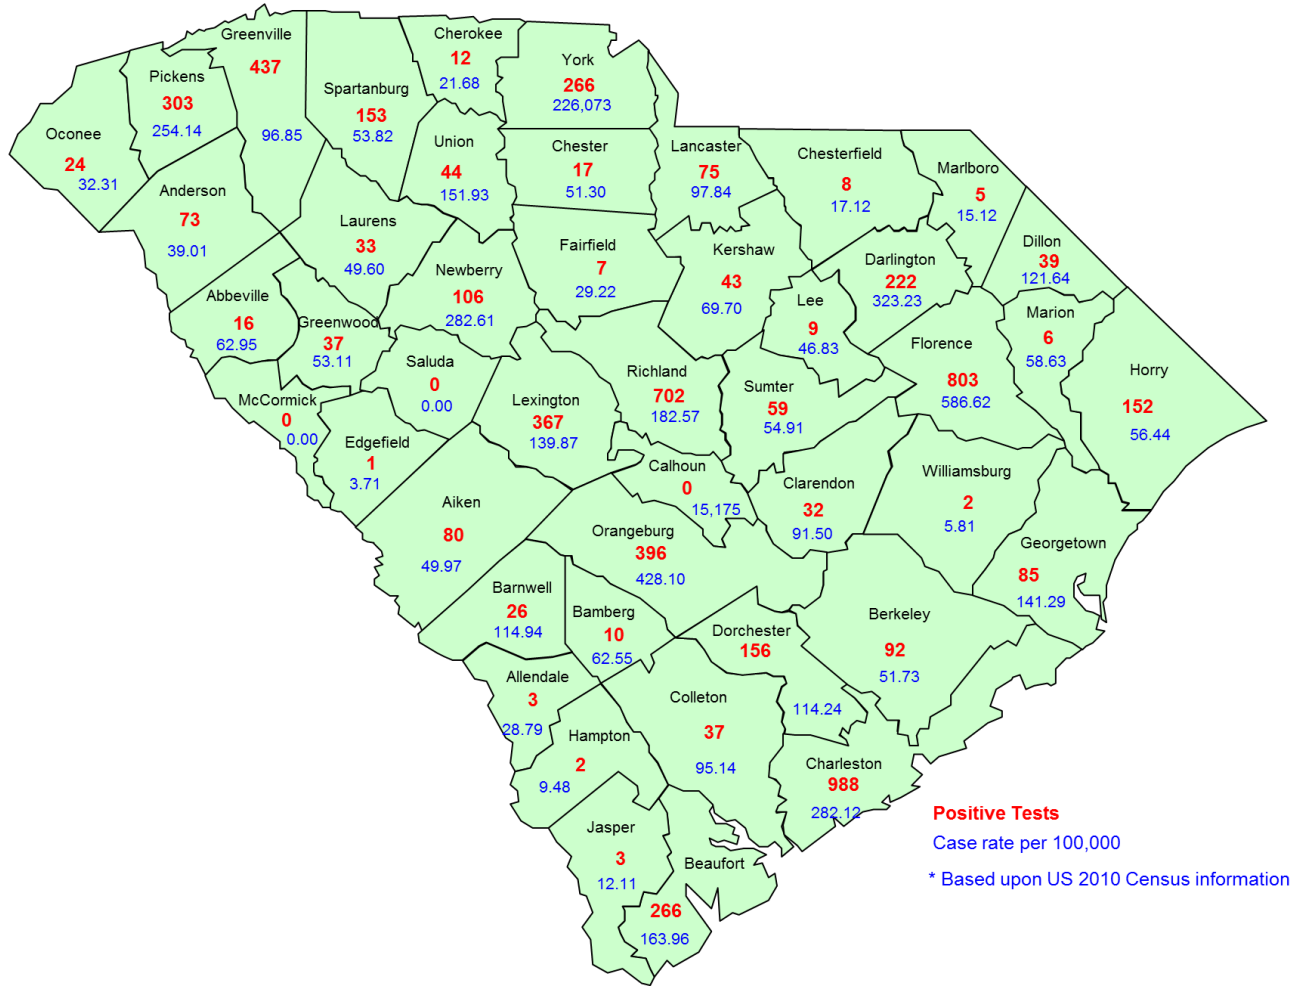 Greenville
437
96.85
Cherokee
12
21.68
York
266
226,073
Pickens
303
254.14
Spartanburg
153
53.82
Oconee
24
32.31
Union
44
151.93
Chester
17
51.30
Lancaster
75
97.84
Chesterfield
8
17.12
Marlboro
5
15.12
Anderson
73
39.01
Laurens
33
49.60
Fairfield
7
29.22
Kershaw
43
69.70
Darlington
222
323.23
Dillon
39
121.64
Newberry
106
282.61
Abbeville
16
62.95
Greenwood
37
53.11
Lee
9
46.83
Marion
6
58.63
Florence
803
586.62
Horry
152
56.44
Saluda
0
0.00
Richland
702
182.57
Sumter
59
54.91
McCormick
0
0.00
Lexington
367
139.87
Edgefield
1
3.71
Calhoun
0
15,175
Clarendon
32
91.50
Williamsburg
2
5.81
Aiken
80
49.97
Orangeburg
396
428.10
Georgetown
85
141.29
Barnwell
26
114.94
Bamberg
10
62.55
Dorchester
156
114.24
Berkeley
92
51.73
Allendale
3
28.79
Colleton
37
95.14
Hampton
2
9.48
Charleston
988
282.12
Jasper
3
12.11
Beaufort
266
163.96
Positive Tests
Case rate per 100,000
* Based upon US 2010 Census information